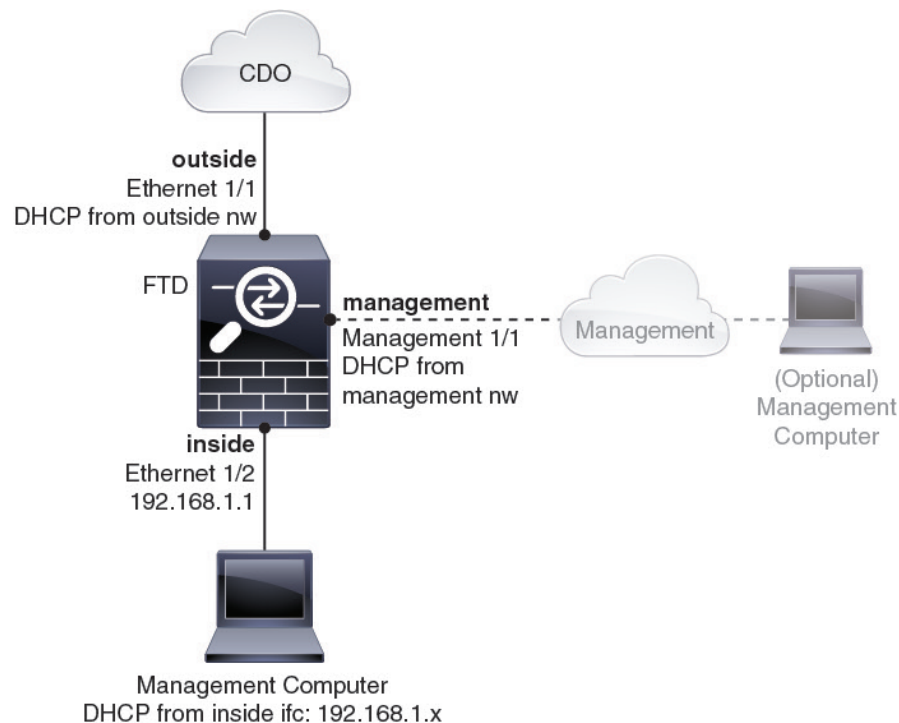 CDO
outside
Ethernet 1/1
DHCP from outside nw
FTD
management
Management 1/1
DHCP from
management nw
Management
(Optional)
Management
Computer
inside
Ethernet 1/2
192.168.1.1
Management Computer
DHCP from inside ifc: 192.168.1.x